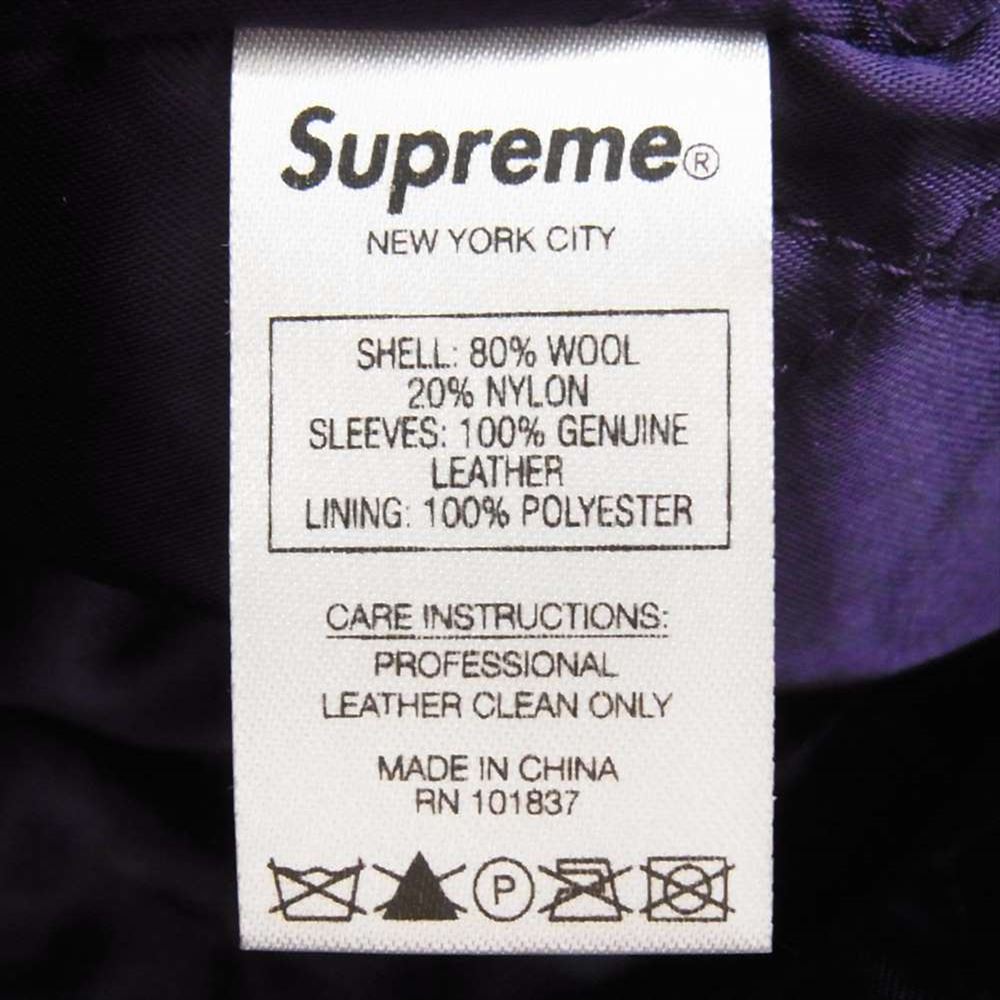 Supreme®
NEW YORK CITY
SHELL: 80% WOOL
20% NYLON
SLEEVES: 100% GENUINE
LEATHER
LINING: 100% POLYESTER
CARE INSTRUCTIONS:
PROFESSIONAL
LEATHER CLEAN ONLY
MADE IN CHINA
RN 101837
P